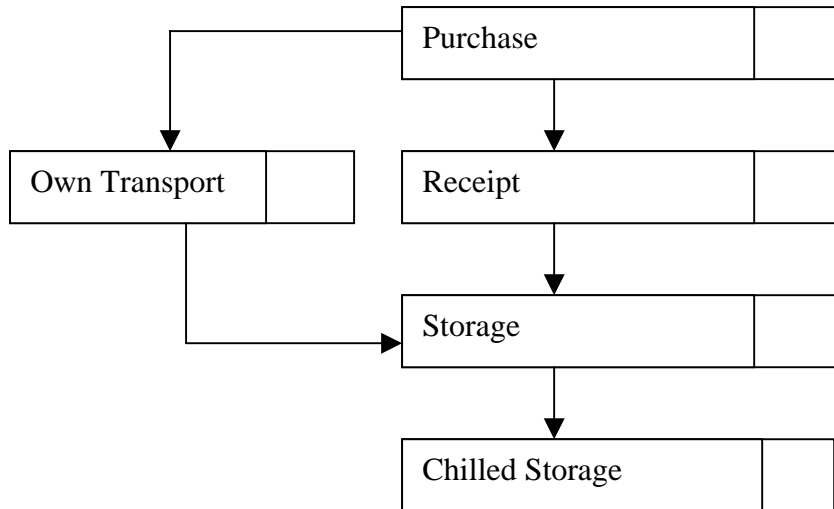 Purchase
Own Transport
Receipt
Storage
Chilled Storage